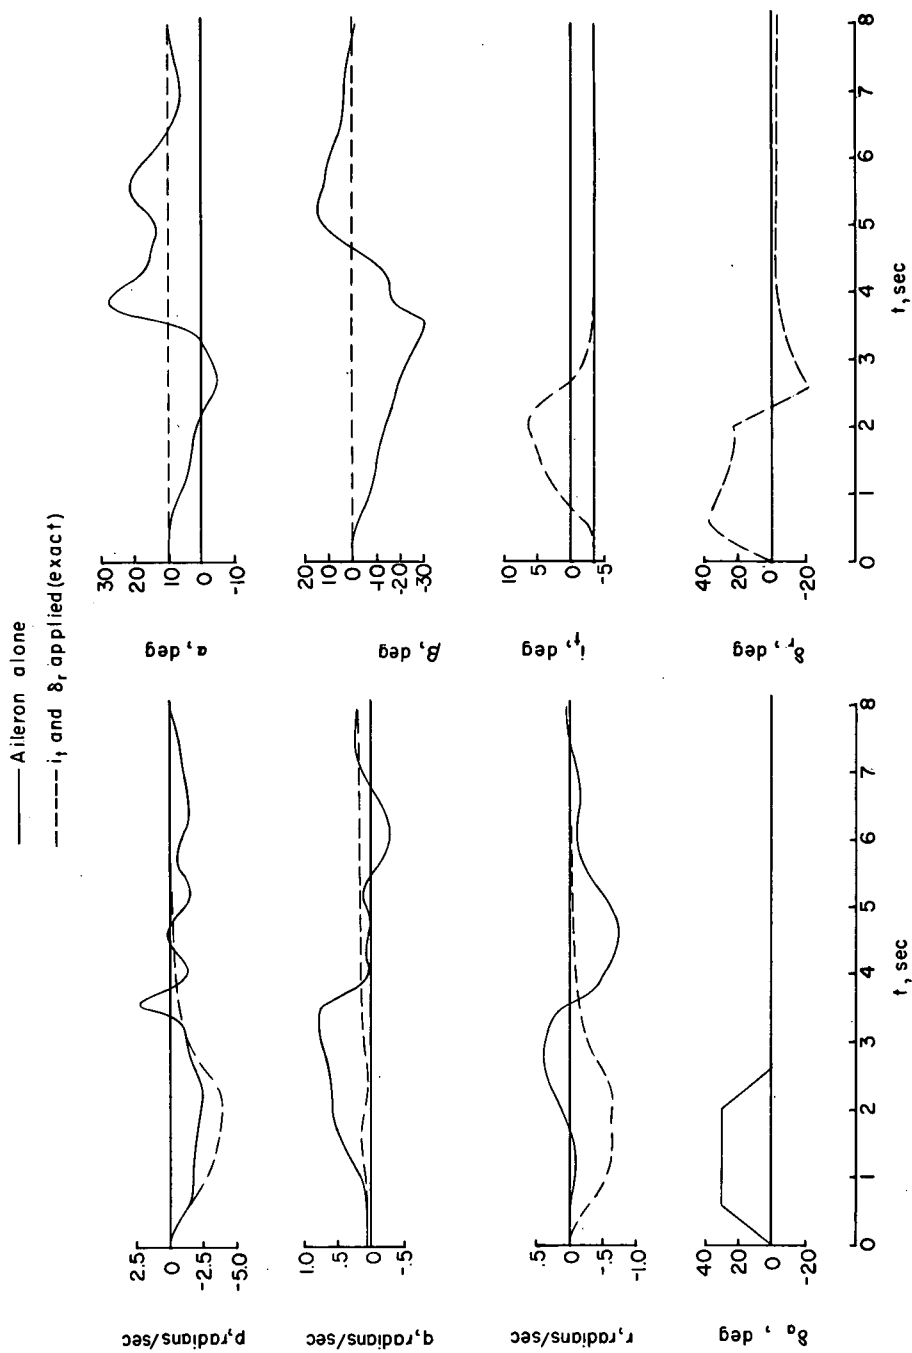 Aileron alone
i_t and δ_r applied (exact)
p, radians/sec
2.5
0
-2.5
-5.0
q, radians/sec
1.0
.5
0
-.5
r, radians/sec
.5
0
-.5
-1.0
δ_a, deg
40
20
0
-20
0 1 2 3 4 5 6 7 8
t, sec
α, deg
30
20
10
0
-10
β, deg
20
10
0
-10
-20
-30
i_t, deg
10
5
0
-5
δ_r, deg
40
20
0
-20
0 1 2 3 4 5 6 7 8
t, sec